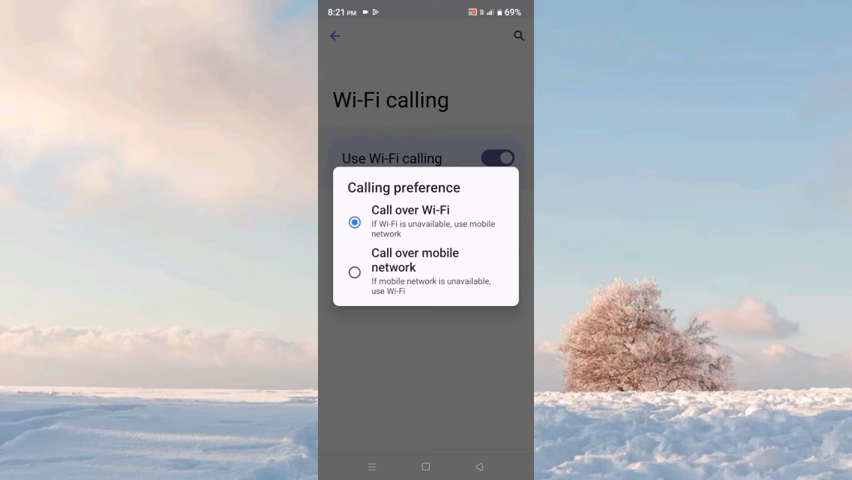 8:21 PM 69%
Wi-Fi calling
Use Wi-Fi calling
Calling preference
Call over Wi-Fi
If Wi-Fi is unavailable, use mobile
network
Call over mobile
network
If mobile network is unavailable,
use Wi-Fi